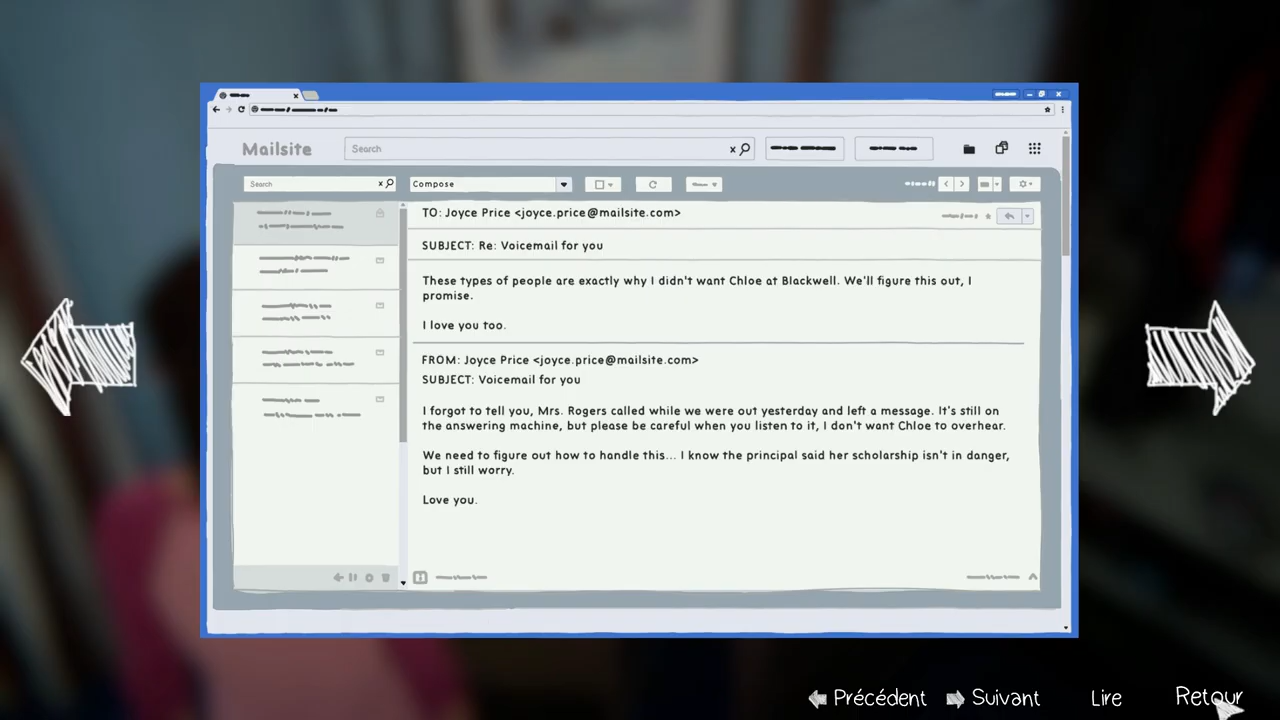 Mailsite
Search
x
Search
x
Compose
TO: Joyce Price <joyce.price@mailsite.com>
SUBJECT: Re: Voicemail for you
These types of people are exactly why I didn't want Chloe at Blackwell. We'll figure this out, I
promise.
I love you too.
FROM: Joyce Price <joyce.price@mailsite.com>
SUBJECT: Voicemail for you
I forgot to tell you, Mrs. Rogers called while we were out yesterday and left a message. It's still on
the answering machine, but please be careful when you listen to it, I don't want Chloe to overhear.
We need to figure out how to handle this... I know the principal said her scholarship isn't in danger,
but I still worry.
Love you.
Précédent Suivant Lire Retour